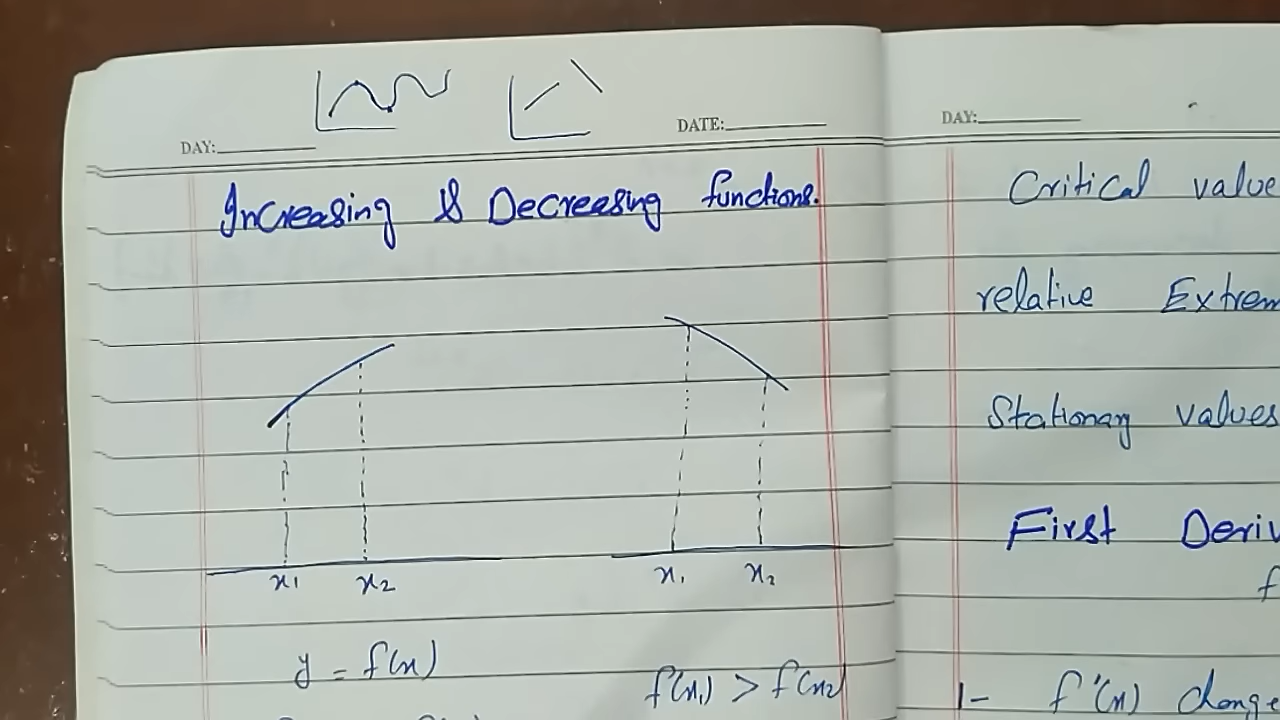 DAY:
DATE:
Increasing & Decreasing functions.
x1 x2
x1 x2
y = f(x)
f(x1) > f(x2)
DAY:
Critical value
relative Extrem
Stationary values
First Deriv
f
1- f'(x) change